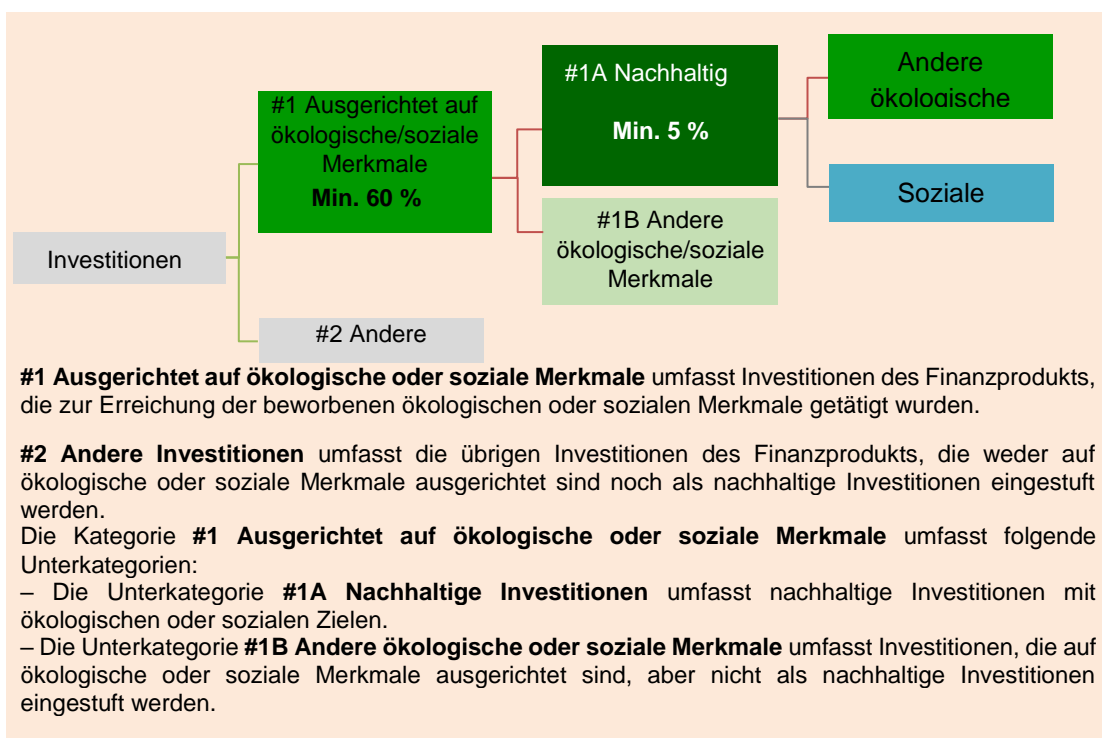 Investitionen
#1 Ausgerichtet auf
ökologische/soziale
Merkmale
Min. 60 %
#2 Andere
#1A Nachhaltig
Min. 5 %
#1B Andere
ökologische/soziale
Merkmale
Andere
ökologische
Soziale
#1 Ausgerichtet auf ökologische oder soziale Merkmale umfasst Investitionen des Finanzprodukts,
die zur Erreichung der beworbenen ökologischen oder sozialen Merkmale getätigt wurden.
#2 Andere Investitionen umfasst die übrigen Investitionen des Finanzprodukts, die weder auf
ökologische oder soziale Merkmale ausgerichtet sind noch als nachhaltige Investitionen eingestuft
werden.
Die Kategorie #1 Ausgerichtet auf ökologische oder soziale Merkmale umfasst folgende
Unterkategorien:
– Die Unterkategorie #1A Nachhaltige Investitionen umfasst nachhaltige Investitionen mit
ökologischen oder sozialen Zielen.
– Die Unterkategorie #1B Andere ökologische oder soziale Merkmale umfasst Investitionen, die auf
ökologische oder soziale Merkmale ausgerichtet sind, aber nicht als nachhaltige Investitionen
eingestuft werden.